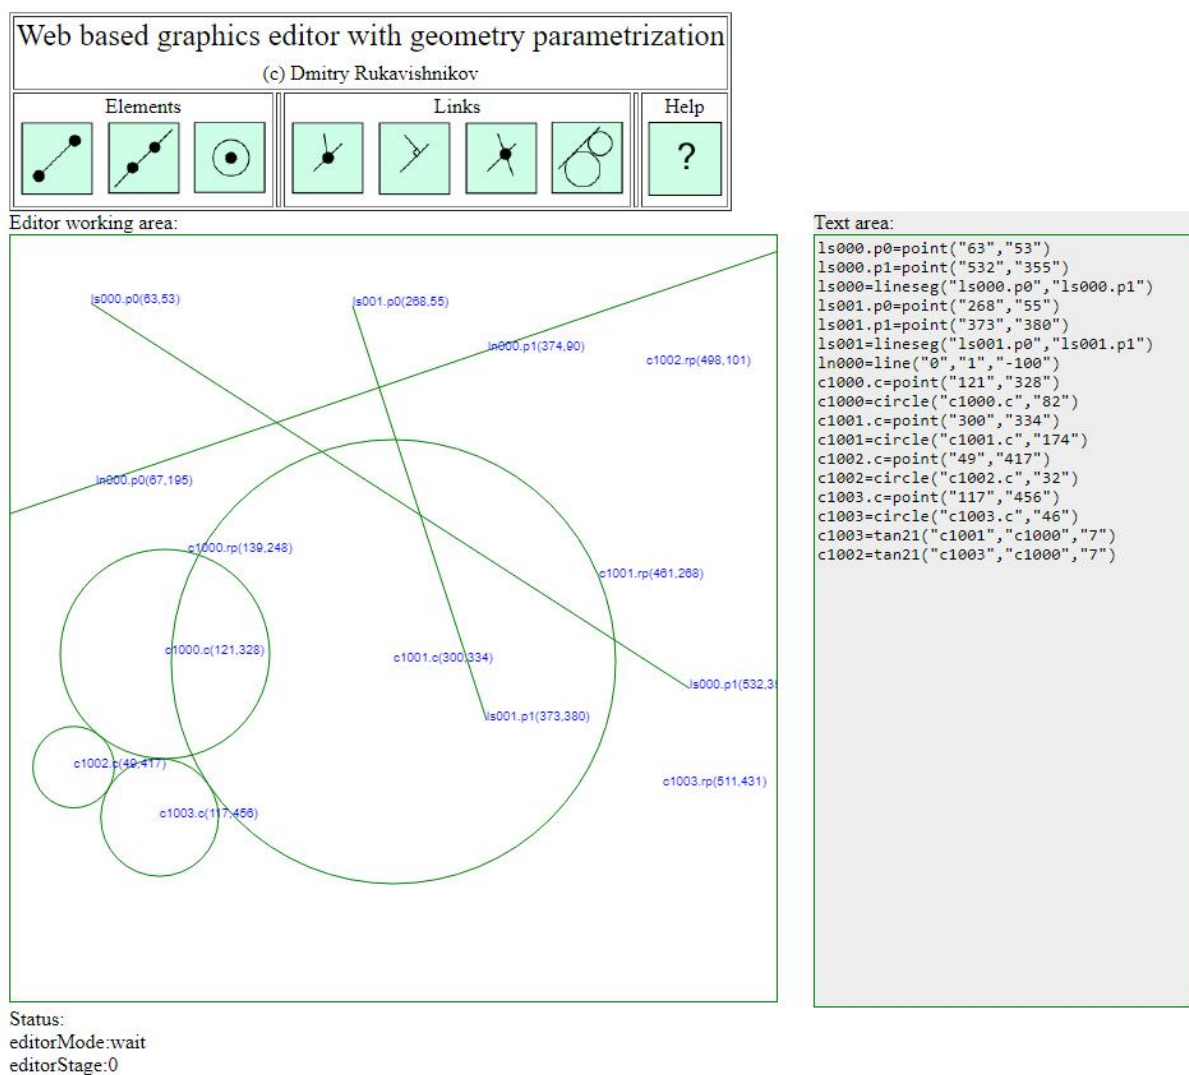 Web based graphics editor with geometry parametrization
(c) Dmitry Rukavishnikov
Elements
Links
Help
?
Editor working area:
ls000.p0(63,53)
ls001.p0(268,55)
ln000.p1(374,90)
c1002.rp(498,101)
ln000.p0(67,195)
c1000.rp(139,248)
c1001.rp(461,268)
c1000.c(121,328)
c1001.c(300,334)
ls000.p1(532,35
ls001.p1(373,380)
c1002.c(49,417)
c1003.rp(511,431)
c1003.c(117,456)
Text area:
ls000.p0=point("63","53")
ls000.p1=point("532","355")
ls000=lineseg("ls000.p0","ls000.p1")
ls001.p0=point("268","55")
ls001.p1=point("373","380")
ls001=lineseg("ls001.p0","ls001.p1")
ln000=line("0","1","-100")
c1000.c=point("121","328")
c1000=circle("c1000.c","82")
c1001.c=point("300","334")
c1001=circle("c1001.c","174")
c1002.c=point("49","417")
c1002=circle("c1002.c","32")
c1003.c=point("117","456")
c1003=circle("c1003.c","46")
c1003=tan21("c1001","c1000","7")
c1002=tan21("c1003","c1000","7")
Status:
editorMode:wait
editorStage:0